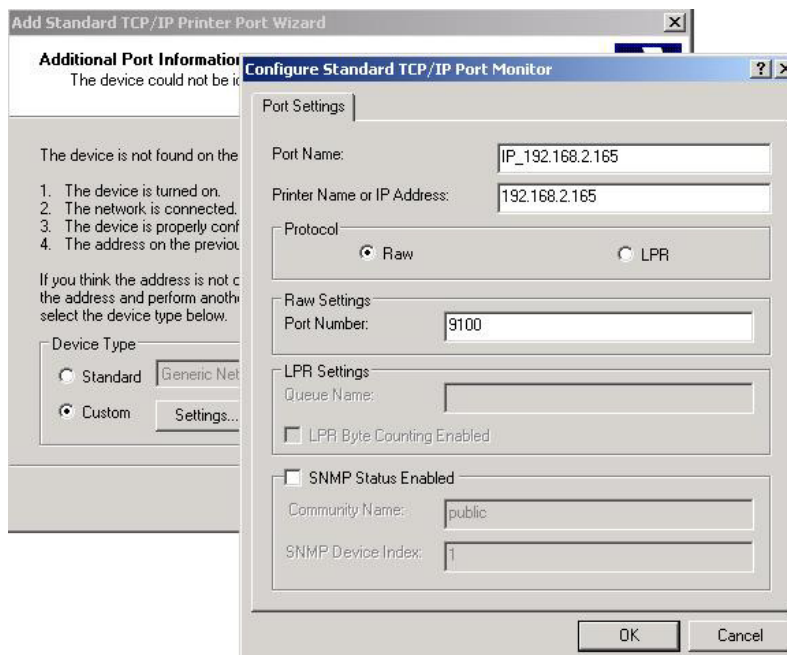 Add Standard TCP/IP Printer Port Wizard
Additional Port Information
The device could not be
The device is not found on the
1. The device is turned on.
2. The network is connected.
3. The device is properly
4. The address on the
If you think the address is not
the address and perform
select the device type below.
Device Type
Standard
Generic
Custom
Settings...
Configure Standard TCP/IP Port Monitor
Port Settings
Port Name:
IP_192.168.2.165
Printer Name or IP Address:
192.168.2.165
Protocol
Raw
LPR
Raw Settings
Port Number:
9100
LPR Settings
Queue Name:
LPR Byte Counting Enabled
SNMP Status Enabled
Community Name:
public
SNMP Device Index:
1
OK
Cancel